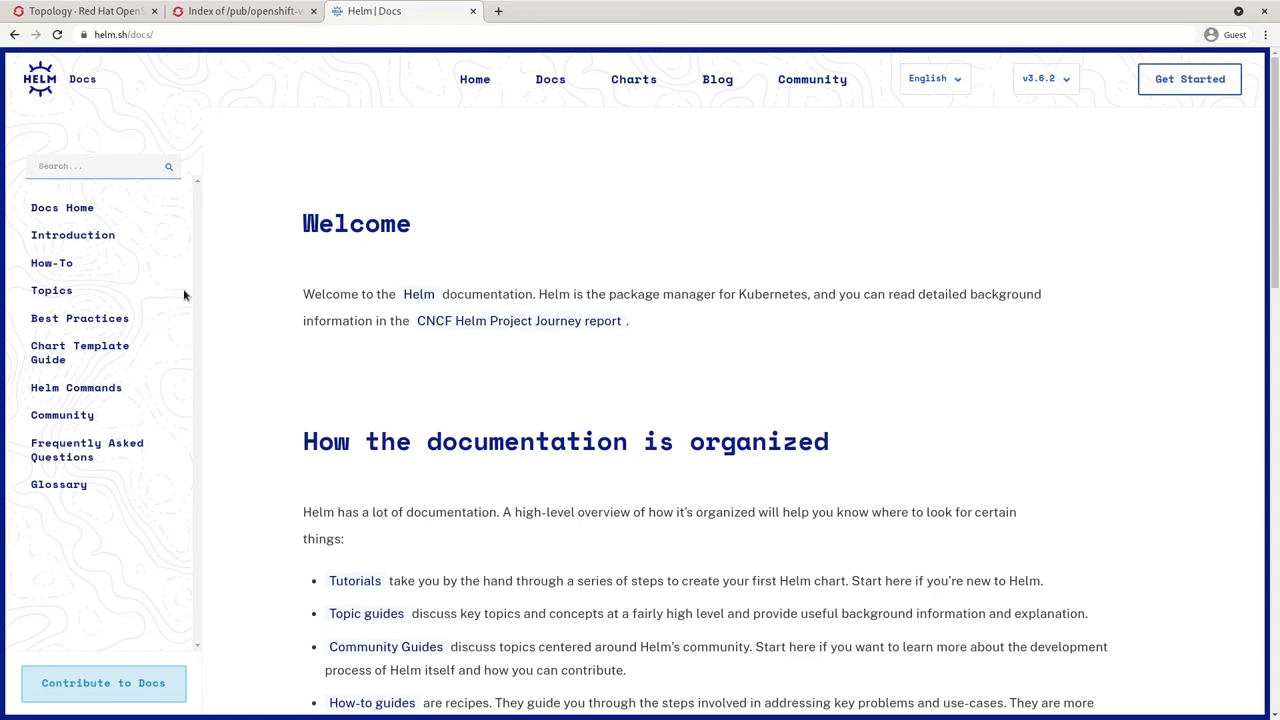 Topology · Red Hat OpenS
Index of /pub/openshift-v
Helm | Docs
helm.sh/docs/
Guest
HELM
Docs
Home
Docs
Charts
Blog
Community
English
v3.6.2
Get Started
Search...
Docs Home
Introduction
How-To
Topics
Best Practices
Chart Template
Guide
Helm Commands
Community
Frequently Asked
Questions
Glossary
Contribute to Docs
Welcome
Welcome to the Helm documentation. Helm is the package manager for Kubernetes, and you can read detailed background
information in the CNCF Helm Project Journey report .
How the documentation is organized
Helm has a lot of documentation. A high-level overview of how it's organized will help you know where to look for certain
things:
• Tutorials take you by the hand through a series of steps to create your first Helm chart. Start here if you're new to Helm.
• Topic guides discuss key topics and concepts at a fairly high level and provide useful background information and explanation.
• Community Guides discuss topics centered around Helm's community. Start here if you want to learn more about the development
process of Helm itself and how you can contribute.
• How-to guides are recipes. They guide you through the steps involved in addressing key problems and use-cases. They are more